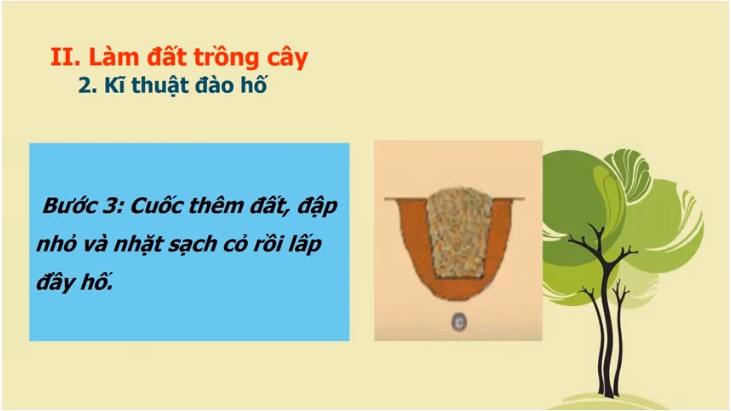 II. Làm đất trồng cây
2. Kĩ thuật đào hố
Bước 3: Cuốc thêm đất, đập
nhỏ và nhặt sạch cỏ rồi lấp
đây hố.
C